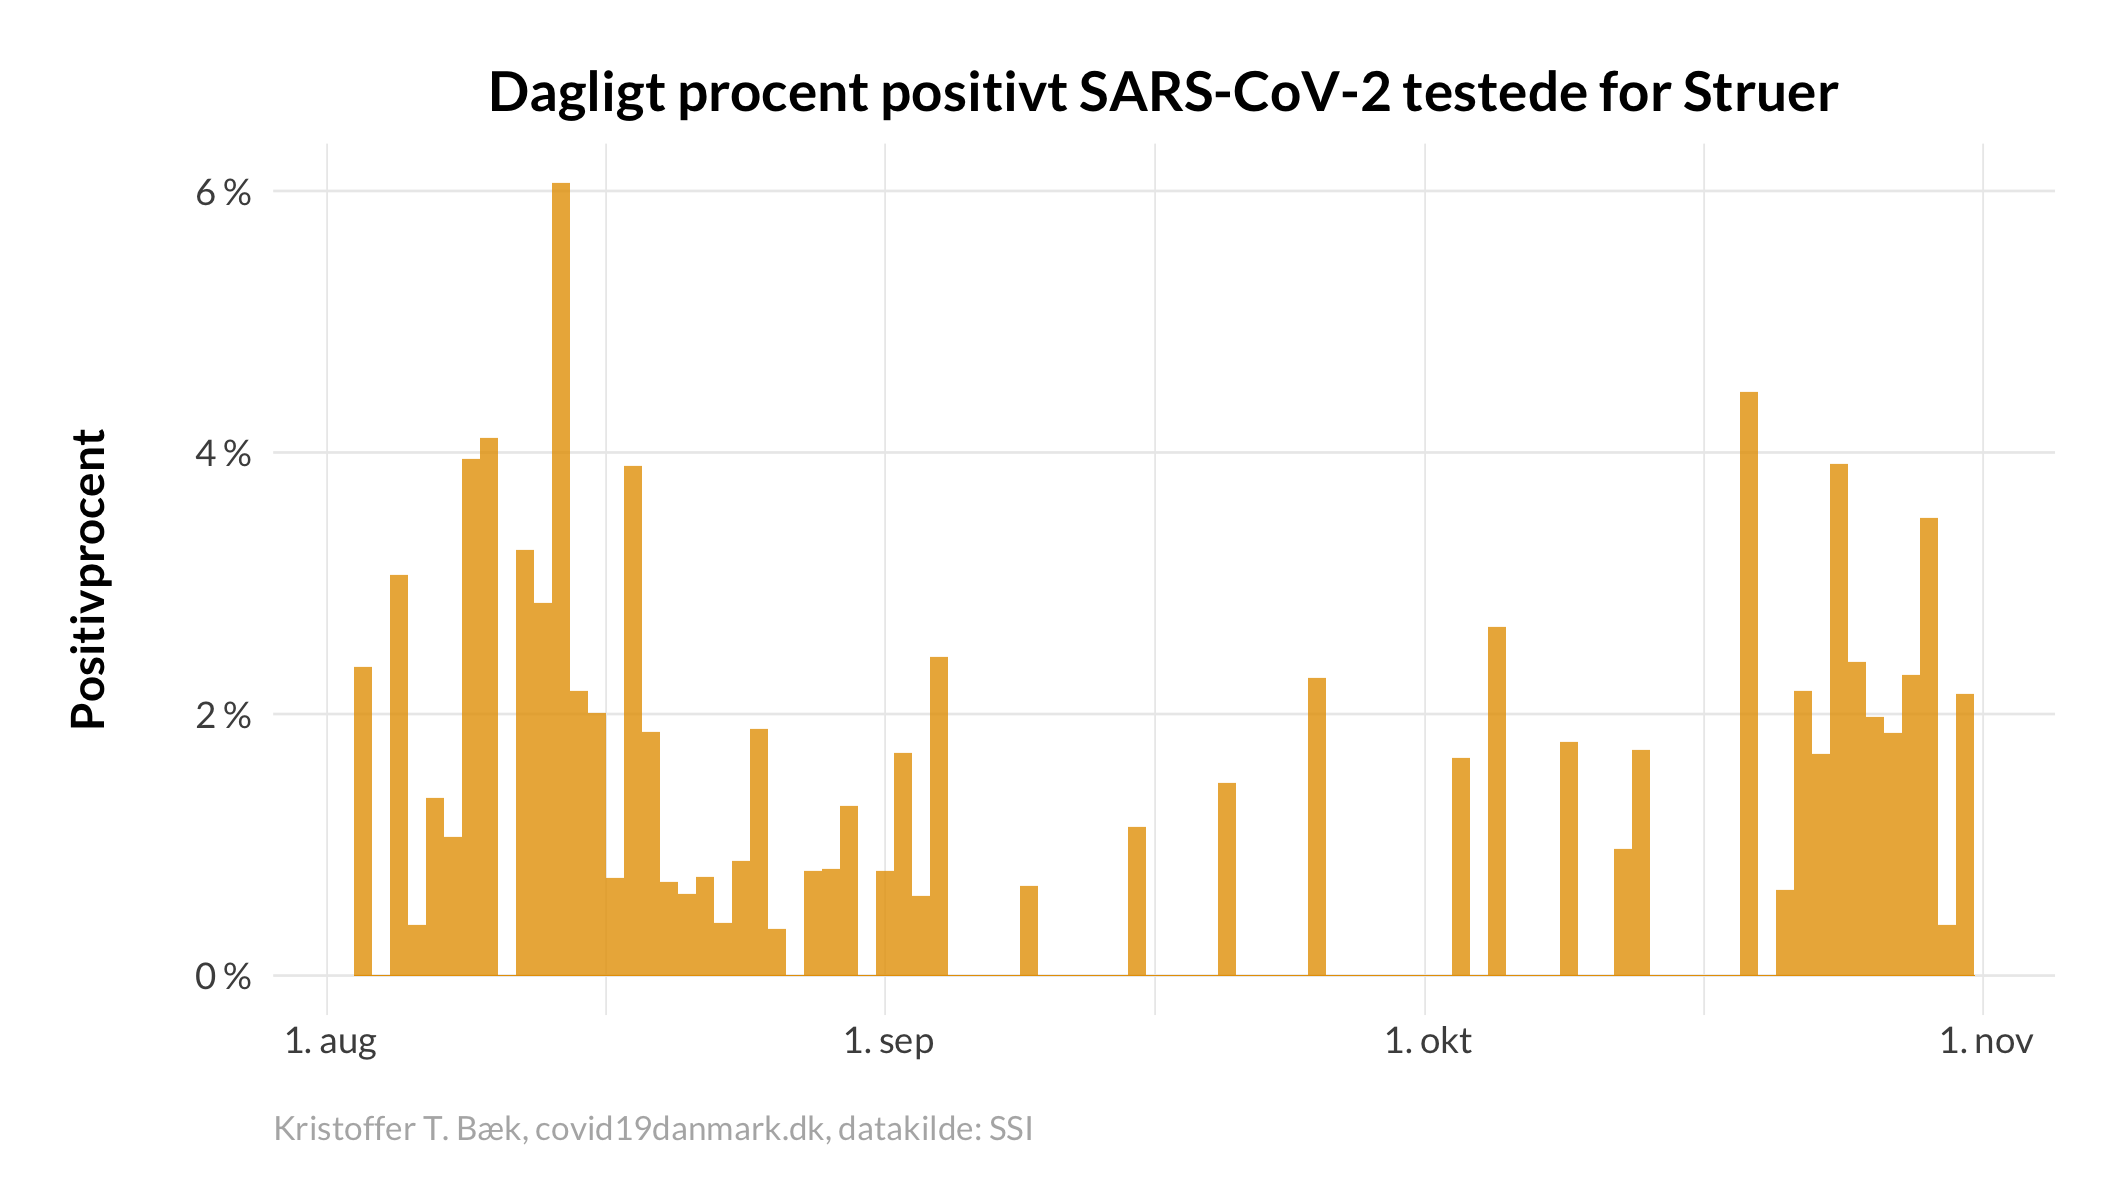 Dagligt procent positivt SARS-CoV-2 testede for Struer
Positivprocent
6 %
4 %
2 %
0 %
1. aug
1. sep
1. okt
1. nov
Kristoffer T. Bæk, covid19danmark.dk, datakilde: SSI